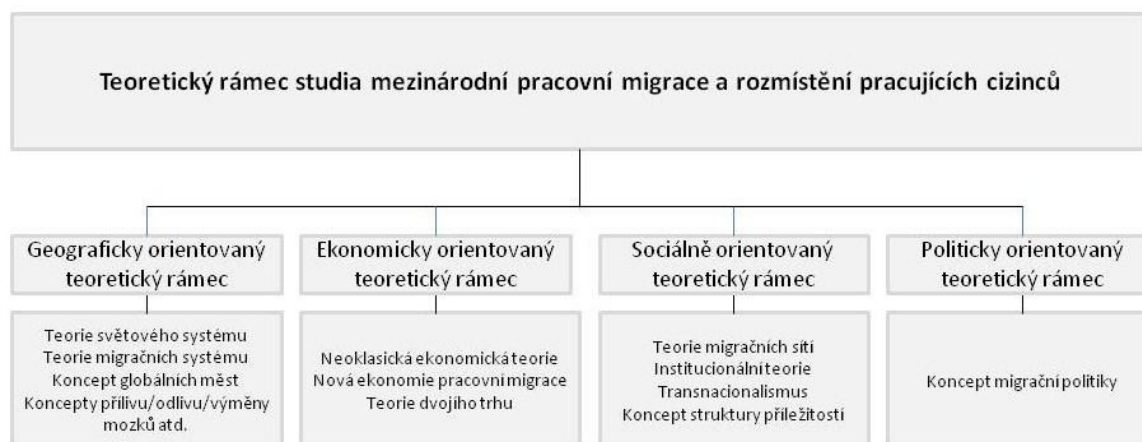 Teoretický rámec studia mezinárodní pracovní migrace a rozmístění pracujících cizinců
Geograficky orientovaný
teoretický rámec
Teorie světového systému
Teorie migračních systému
Koncept globálních měst
Koncepty přílivu/odlivu/výměny
mozků atd.
Ekonomicky orientovaný
teoretický rámec
Neoklasická ekonomická teorie
Nová ekonomie pracovní migrace
Teorie dvojího trhu
Sociálně orientovaný
teoretický rámec
Teorie migračních sítí
Institucionální teorie
Transnacionalismus
Koncept struktury příležitostí
Politicky orientovaný
teoretický rámec
Koncept migrační politiky